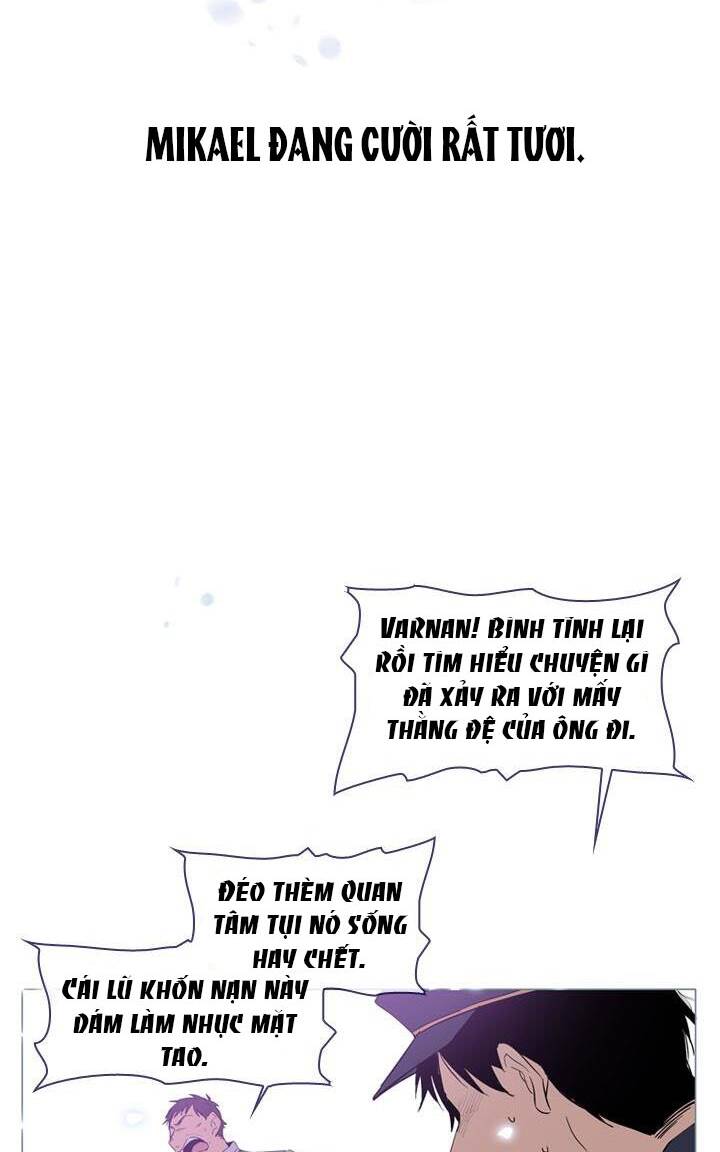 MIKAEL ĐANG CƯỜI RẤT TƯƠI.
VARNAN! BÌNH TĨNH LẠI
RỒI TÌM HIỂU CHUYỆN GÌ
ĐÃ XẢY RA VỚI MẤY
THẰNG ĐỆ CỦA ÔNG ĐI.
ĐÉO THÈM QUAN
TÂM TỤI NÓ SỐNG
HAY CHẾT.
CÁI LŨ KHỐN NẠN NÀY
DÁM LÀM NHỤC MẶT
TAO.